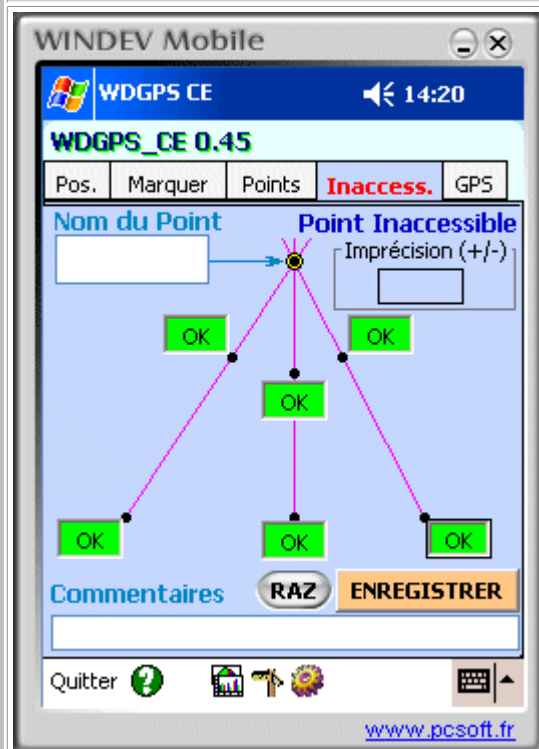 WINDEV Mobile
WDGPS CE 14:20
WDGPS_CE 0.45
Pos. Marquer Points Inaccess. GPS
Nom du Point Point Inaccessible
Imprécision (+/-)
OK OK
OK
OK OK OK
Commentaires RAZ ENREGISTRER
Quitter ?
www.pcsoft.fr